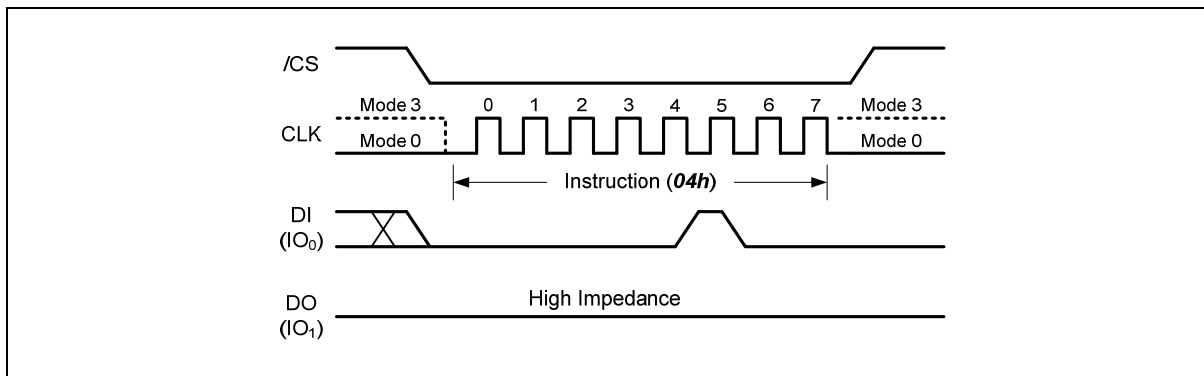 /CS
Mode 3 0 1 2 3 4 5 6 7 Mode 3
CLK
Mode 0 Mode 0
Instruction (04h)
DI
(IO₀)
High Impedance
DO
(IO₁)